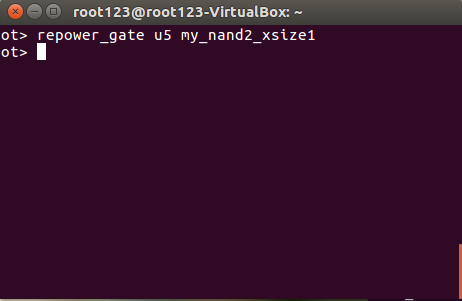 root123@root123-VirtualBox: ~
ot> repower_gate u5 my_nand2_xsize1
ot>